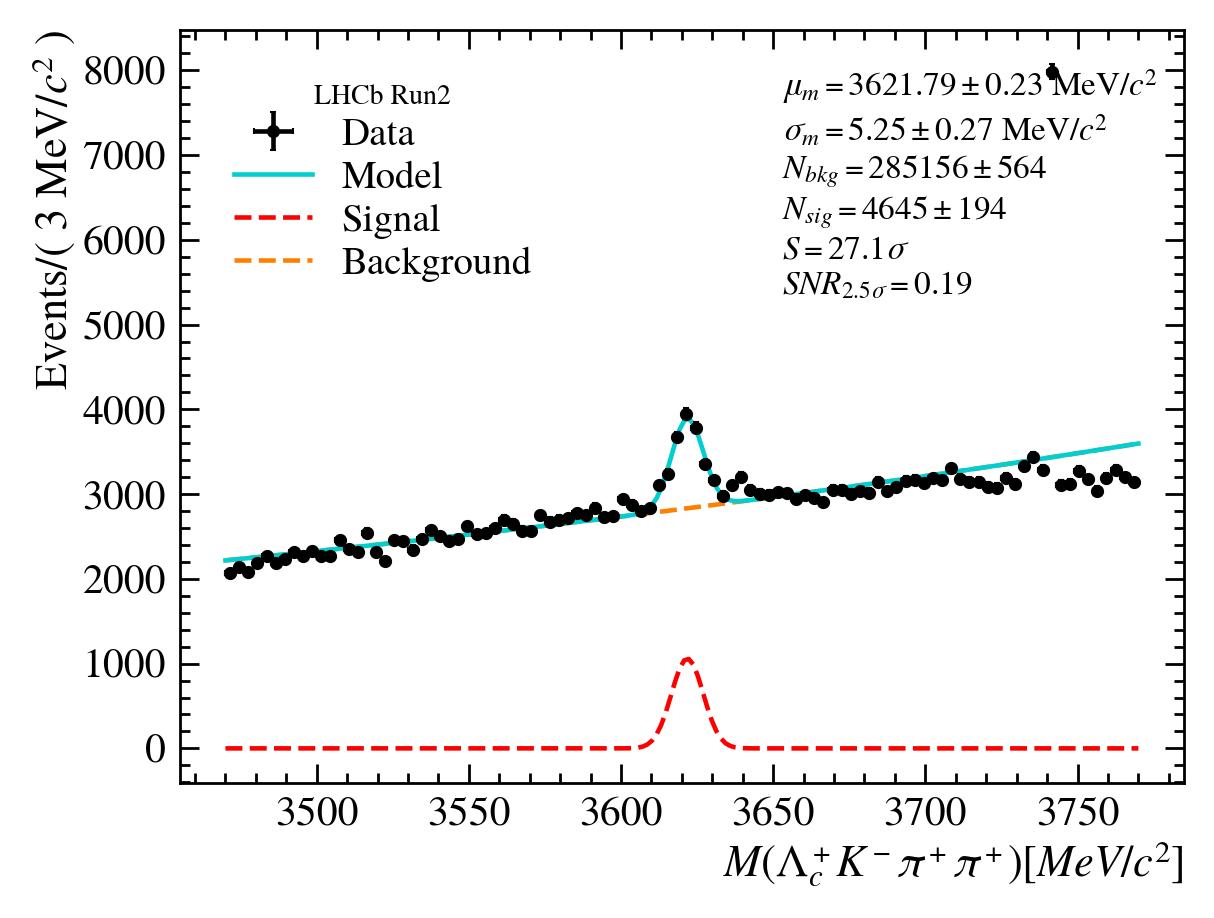 Events/( 3 MeV/c² )
8000
7000
6000
5000
4000
3000
2000
1000
0
LHCb Run2
Data
Model
Signal
Background
μ_m = 3621.79 ± 0.23 MeV/c²
σ_m = 5.25 ± 0.27 MeV/c²
N_bkg = 285156 ± 564
N_sig = 4645 ± 194
S = 27.1σ
SNR_2.5σ = 0.19
3500 3550 3600 3650 3700 3750
M(Λ_c⁺K⁻π⁺π⁺)[MeV/c²]